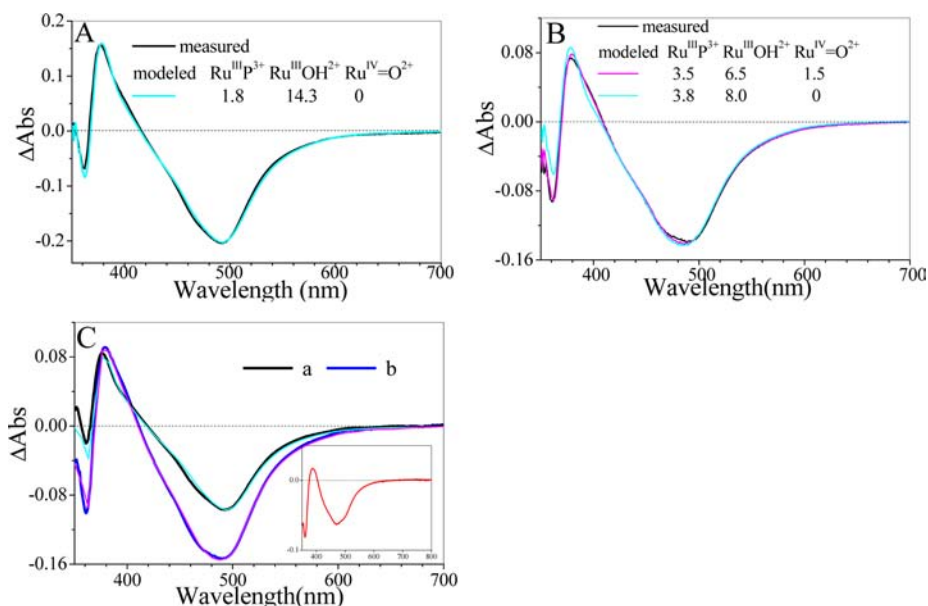 A
measured
modeled Ru^III P^3+ Ru^III OH^2+ Ru^IV=O^2+
1.8 14.3 0
0.2
0.1
0.0
-0.1
-0.2
ΔAbs
400 500 600 700
Wavelength (nm)
B
measured
modeled Ru^III P^3+ Ru^III OH^2+ Ru^IV=O^2+
3.5 6.5 1.5
3.8 8.0 0
0.08
0.00
-0.08
-0.16
ΔAbs
400 500 600 700
Wavelength(nm)
C
a b
0.08
0.00
-0.08
-0.16
ΔAbs
0.0
-0.1
400 500 600 700 800
400 500 600 700
Wavelength(nm)